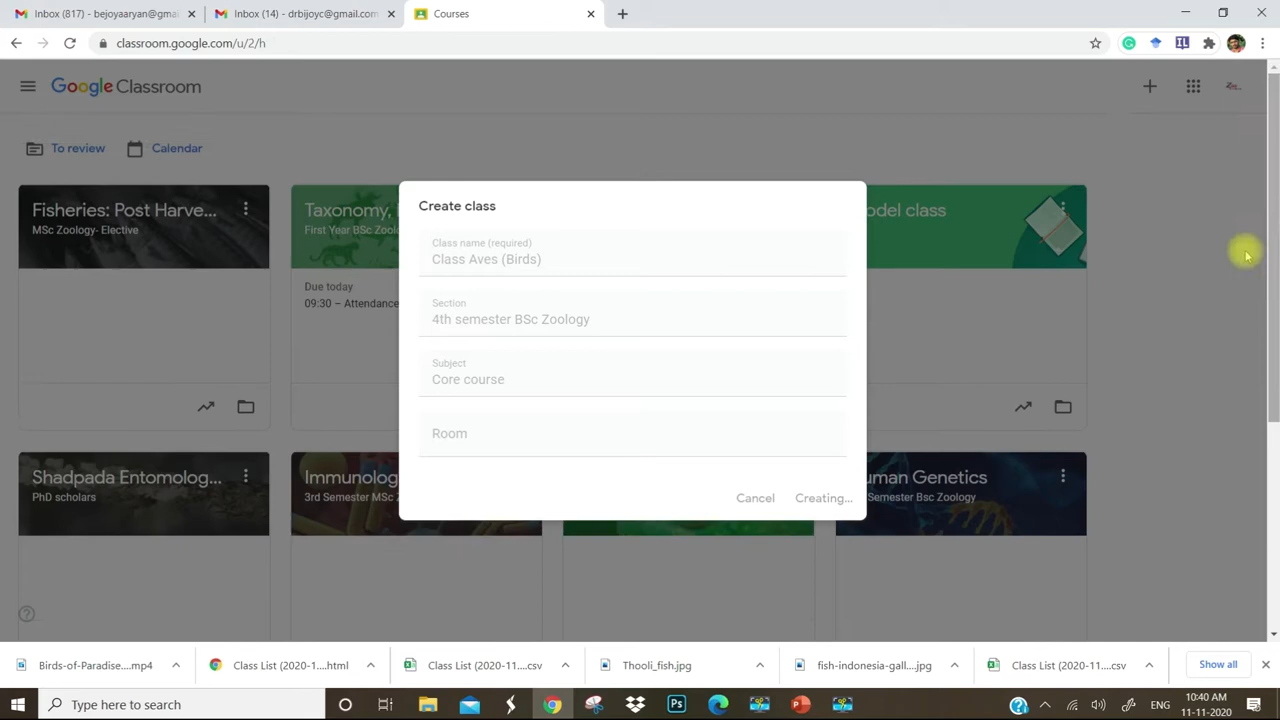 Inbox (817) - bejoyaaryan@gmai
Inbox (14) - drbijoyc@gmail.com
Courses
classroom.google.com/u/2/h
Google Classroom
To review
Calendar
Fisheries: Post Harve...
MSc Zoology- Elective
Taxonomy,
First Year BSc Zoolo
odel class
Due today
09:30 – Attendance
Create class
Class name (required)
Class Aves (Birds)
Section
4th semester BSc Zoology
Subject
Core course
Room
Cancel
Creating...
Shadpada Entomolog...
PhD scholars
Immunolog
3rd Semester MSc Z
uman Genetics
Semester Bsc Zoology
Birds-of-Paradise....mp4
Class List (2020-1....html
Class List (2020-11....csv
Thooli_fish.jpg
fish-indonesia-gall....jpg
Class List (2020-11....csv
Show all
Type here to search
ENG
10:40 AM
11-11-2020